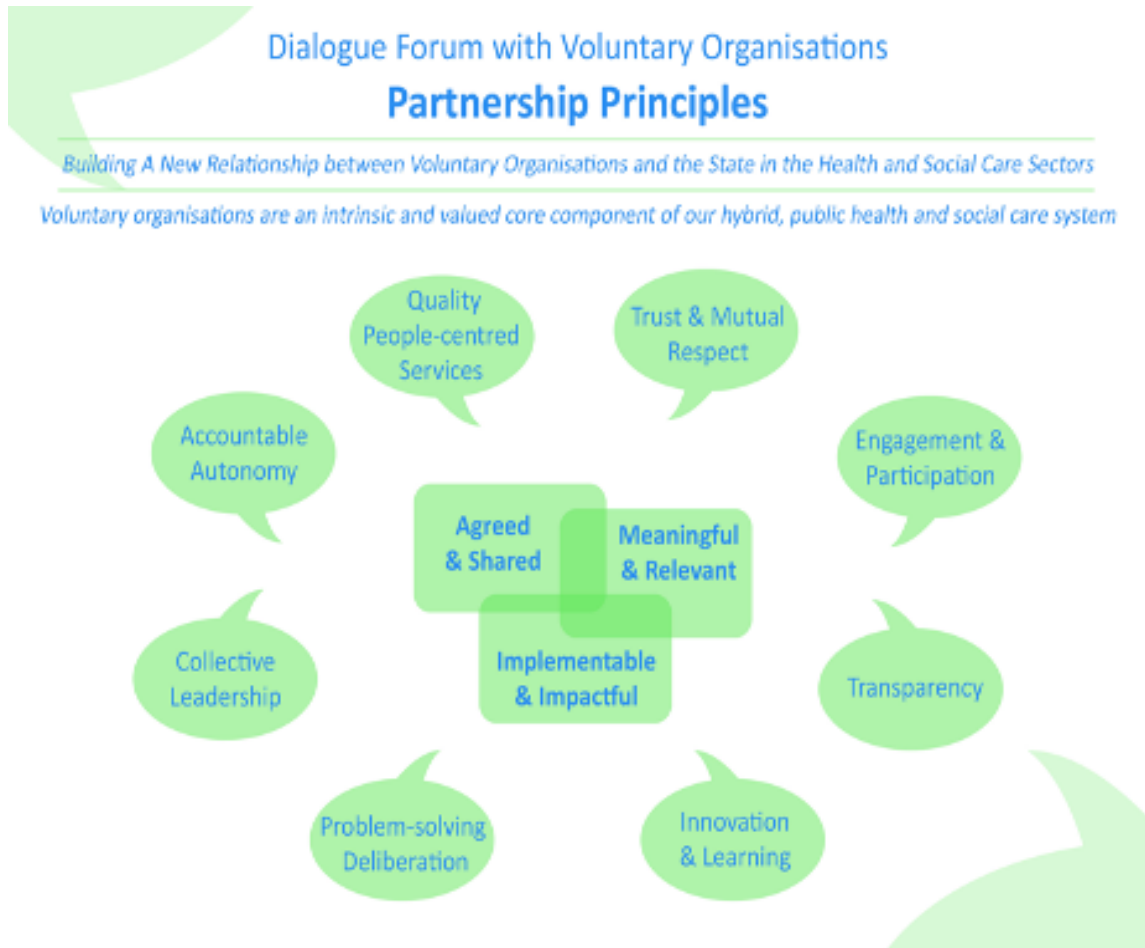 Dialogue Forum with Voluntary Organisations
Partnership Principles
Building A New Relationship between Voluntary Organisations and the State in the Health and Social Care Sectors
Voluntary organisations are an intrinsic and valued core component of our hybrid, public health and social care system
Quality
People-centred
Services
Trust & Mutual
Respect
Accountable
Autonomy
Engagement &
Participation
Agreed
& Shared
Meaningful
& Relevant
Implementable
& Impactful
Collective
Leadership
Transparency
Problem-solving
Deliberation
Innovation
& Learning